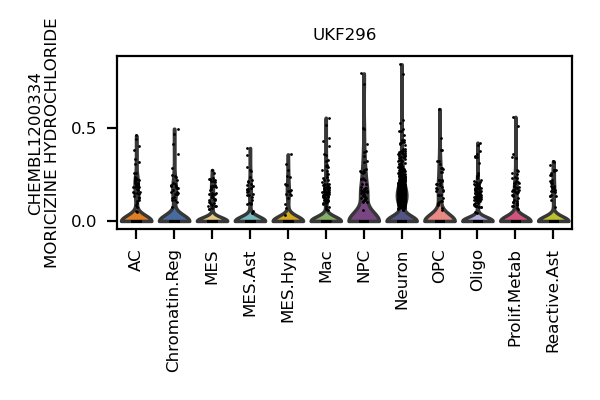 UKF296
CHEMBL1200334
MORICIZINE HYDROCHLORIDE
0.5
0.0
AC
Chromatin.Reg
MES
MES.Ast
MES.Hyp
Mac
NPC
Neuron
OPC
Oligo
Prolif.Metab
Reactive.Ast